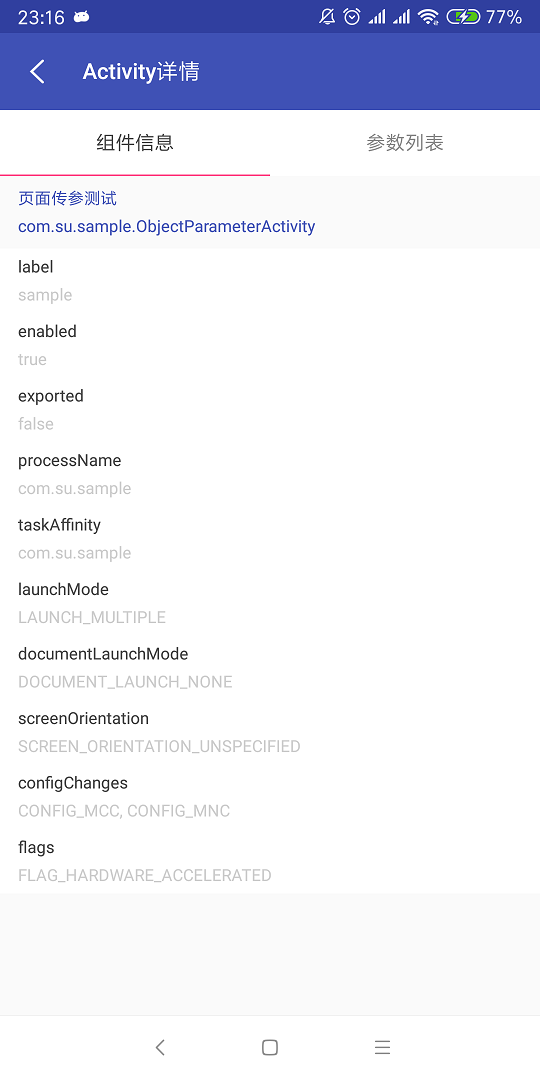 23:16 77%
Activity详情
组件信息 参数列表
页面传参测试
com.su.sample.ObjectParameterActivity
label
sample
enabled
true
exported
false
processName
com.su.sample
taskAffinity
com.su.sample
launchMode
LAUNCH_MULTIPLE
documentLaunchMode
DOCUMENT_LAUNCH_NONE
screenOrientation
SCREEN_ORIENTATION_UNSPECIFIED
configChanges
CONFIG_MCC, CONFIG_MNC
flags
FLAG_HARDWARE_ACCELERATED